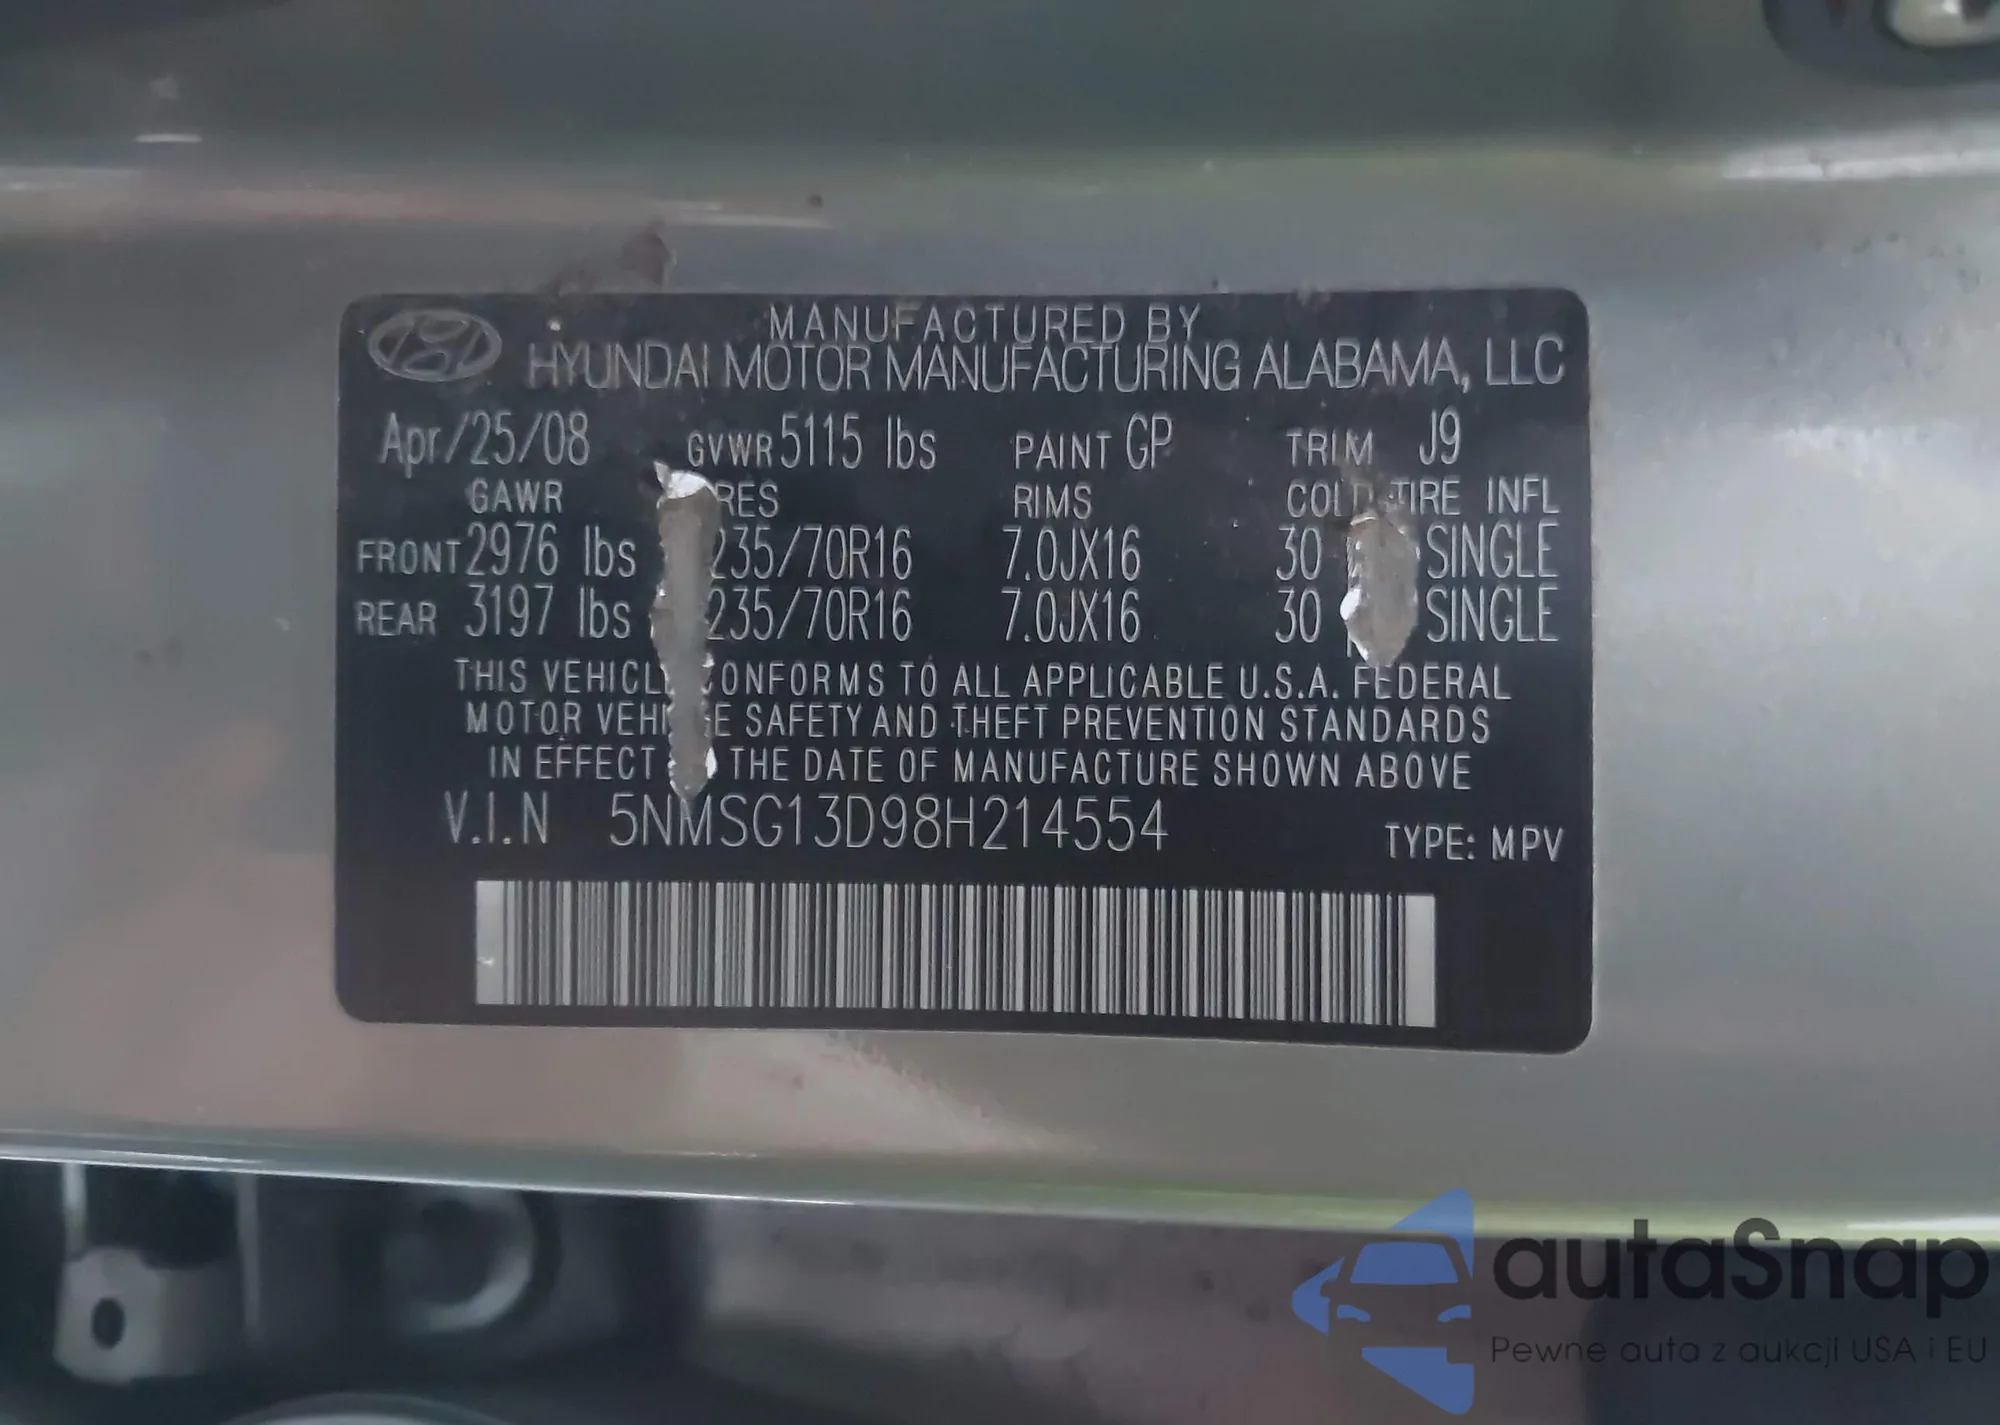 MANUFACTURED BY
HYUNDAI MOTOR MANUFACTURING ALABAMA, LLC
Apr/25/08 GVWR 5115 lbs PAINT GP TRIM J9
GAWR RES RIMS COLD TIRE INFL
FRONT 2976 lbs 235/70R16 7.0JX16 30 SINGLE
REAR 3197 lbs 235/70R16 7.0JX16 30 SINGLE
THIS VEHICL CONFORMS TO ALL APPLICABLE U.S.A. FEDERAL
MOTOR VEHI E SAFETY AND THEFT PREVENTION STANDARDS
IN EFFECT THE DATE OF MANUFACTURE SHOWN ABOVE
V.I.N 5NMSG13D98H214554 TYPE: MPV
autoSnap
Pewne auta z aukcji USA i EU